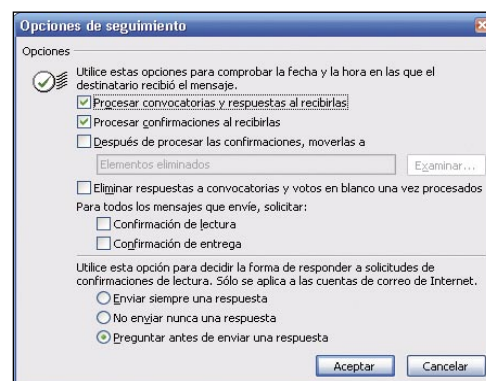 Opciones de seguimiento
Opciones
Utilice estas opciones para comprobar la fecha y la hora en las que el
destinatario recibió el mensaje.
Procesar convocatorias y respuestas al recibirlas
Procesar confirmaciones al recibirlas
Después de procesar las confirmaciones, moverlas a
Elementos eliminados
Examinar...
Eliminar respuestas a convocatorias y votos en blanco una vez procesados
Para todos los mensajes que envíe, solicitar:
Confirmación de lectura
Confirmación de entrega
Utilice esta opción para decidir la forma de responder a solicitudes de
confirmaciones de lectura. Sólo se aplica a las cuentas de correo de Internet.
Enviar siempre una respuesta
No enviar nunca una respuesta
Preguntar antes de enviar una respuesta
Aceptar
Cancelar